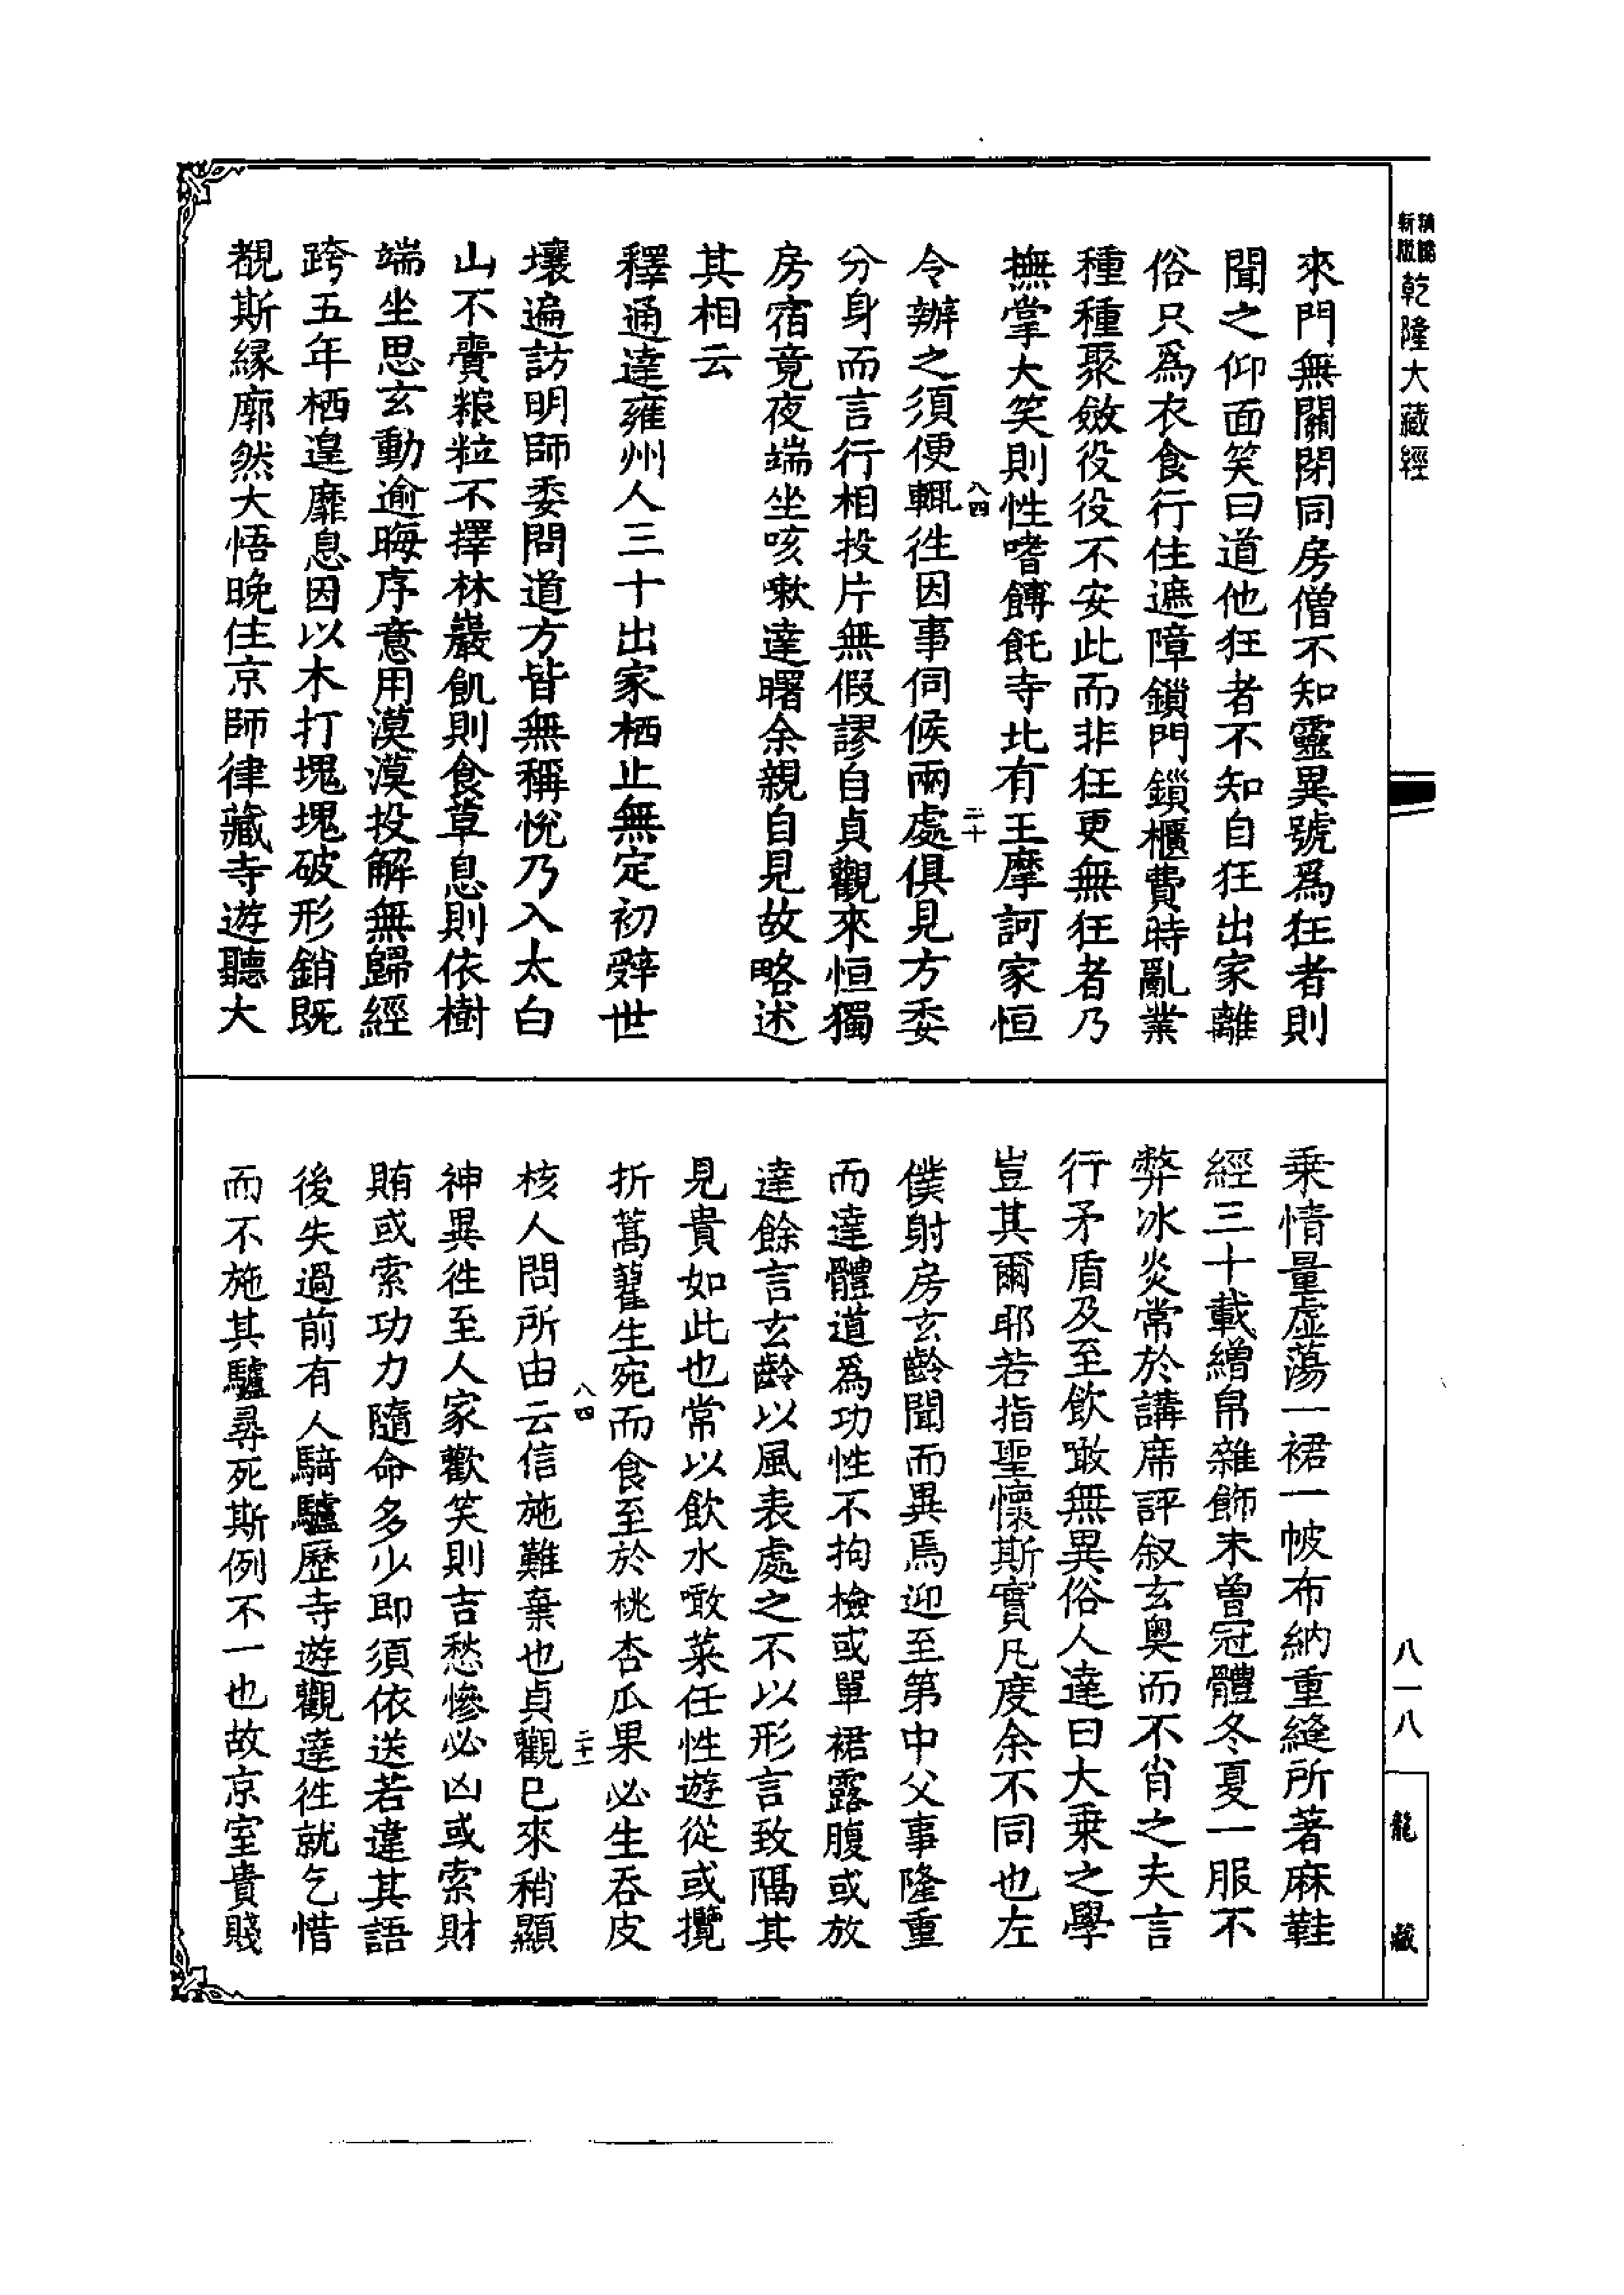 新版
精縮
乾隆大藏經
來門無關閉同房僧不知靈異號爲狂者則
聞之仰面笑曰道他狂者不知自狂出家離
俗只爲衣食行住遮障鎖門鎖櫃費時亂業
種種聚斂役役不安此而非狂更無狂者乃
撫掌大笑則性嗜餺飥寺北有王摩訶家恒
八四
二十
令辦之須便輒徃因事伺候兩處俱見方委
分身而言行相投片無假謬自貞觀來恒獨
房宿竟夜端坐咳嗽達曙余親自見故略述
其相云
釋通達雍州人三十出家栖止無定初辤世
壤遍訪明師委問道方皆無稱悅乃入太白
山不賷粮粒不擇林巖飢則食草息則依樹
端坐思玄動逾晦序意用漠漠投解無歸經
跨五年栖遑靡息因以木打塊塊破形銷既
覩斯緣廓然大悟晚住京師律藏寺遊聽大
乗情量虛蕩一裙一帔布納重縫所著麻鞋
經三十載繒帛雜飾未曾冠體冬夏一服不
弊冰炎常於講席評叙玄奧而不肖之夫言
行矛盾及至飲噉無異俗人達曰大乗之學
豈其爾耶若指聖懷斯實凡度余不同也左
僕射房玄齡聞而異焉迎至第中父事隆重
而達體道爲功性不拘檢或單裙露腹或放
達餘言玄齡以風表處之不以形言致隔其
見貴如此也常以飲水噉菜任性遊從或攬
折蒿藋生宛而食至於桃杏瓜果必生吞皮
八四
二十一
核人問所由云信施難棄也貞觀已來稍顯
神異徃至人家歡笑則吉愁慘必凶或索財
賄或索功力隨命多少即須依送若違其語
後失過前有人騎驢歷寺遊觀達徃就乞惜
而不施其驢尋死斯例不一也故京室貴賤
八一八
龍藏